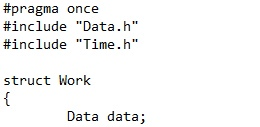 #pragma once
#include "Data.h"
#include "Time.h"
struct Work
{
Data data;